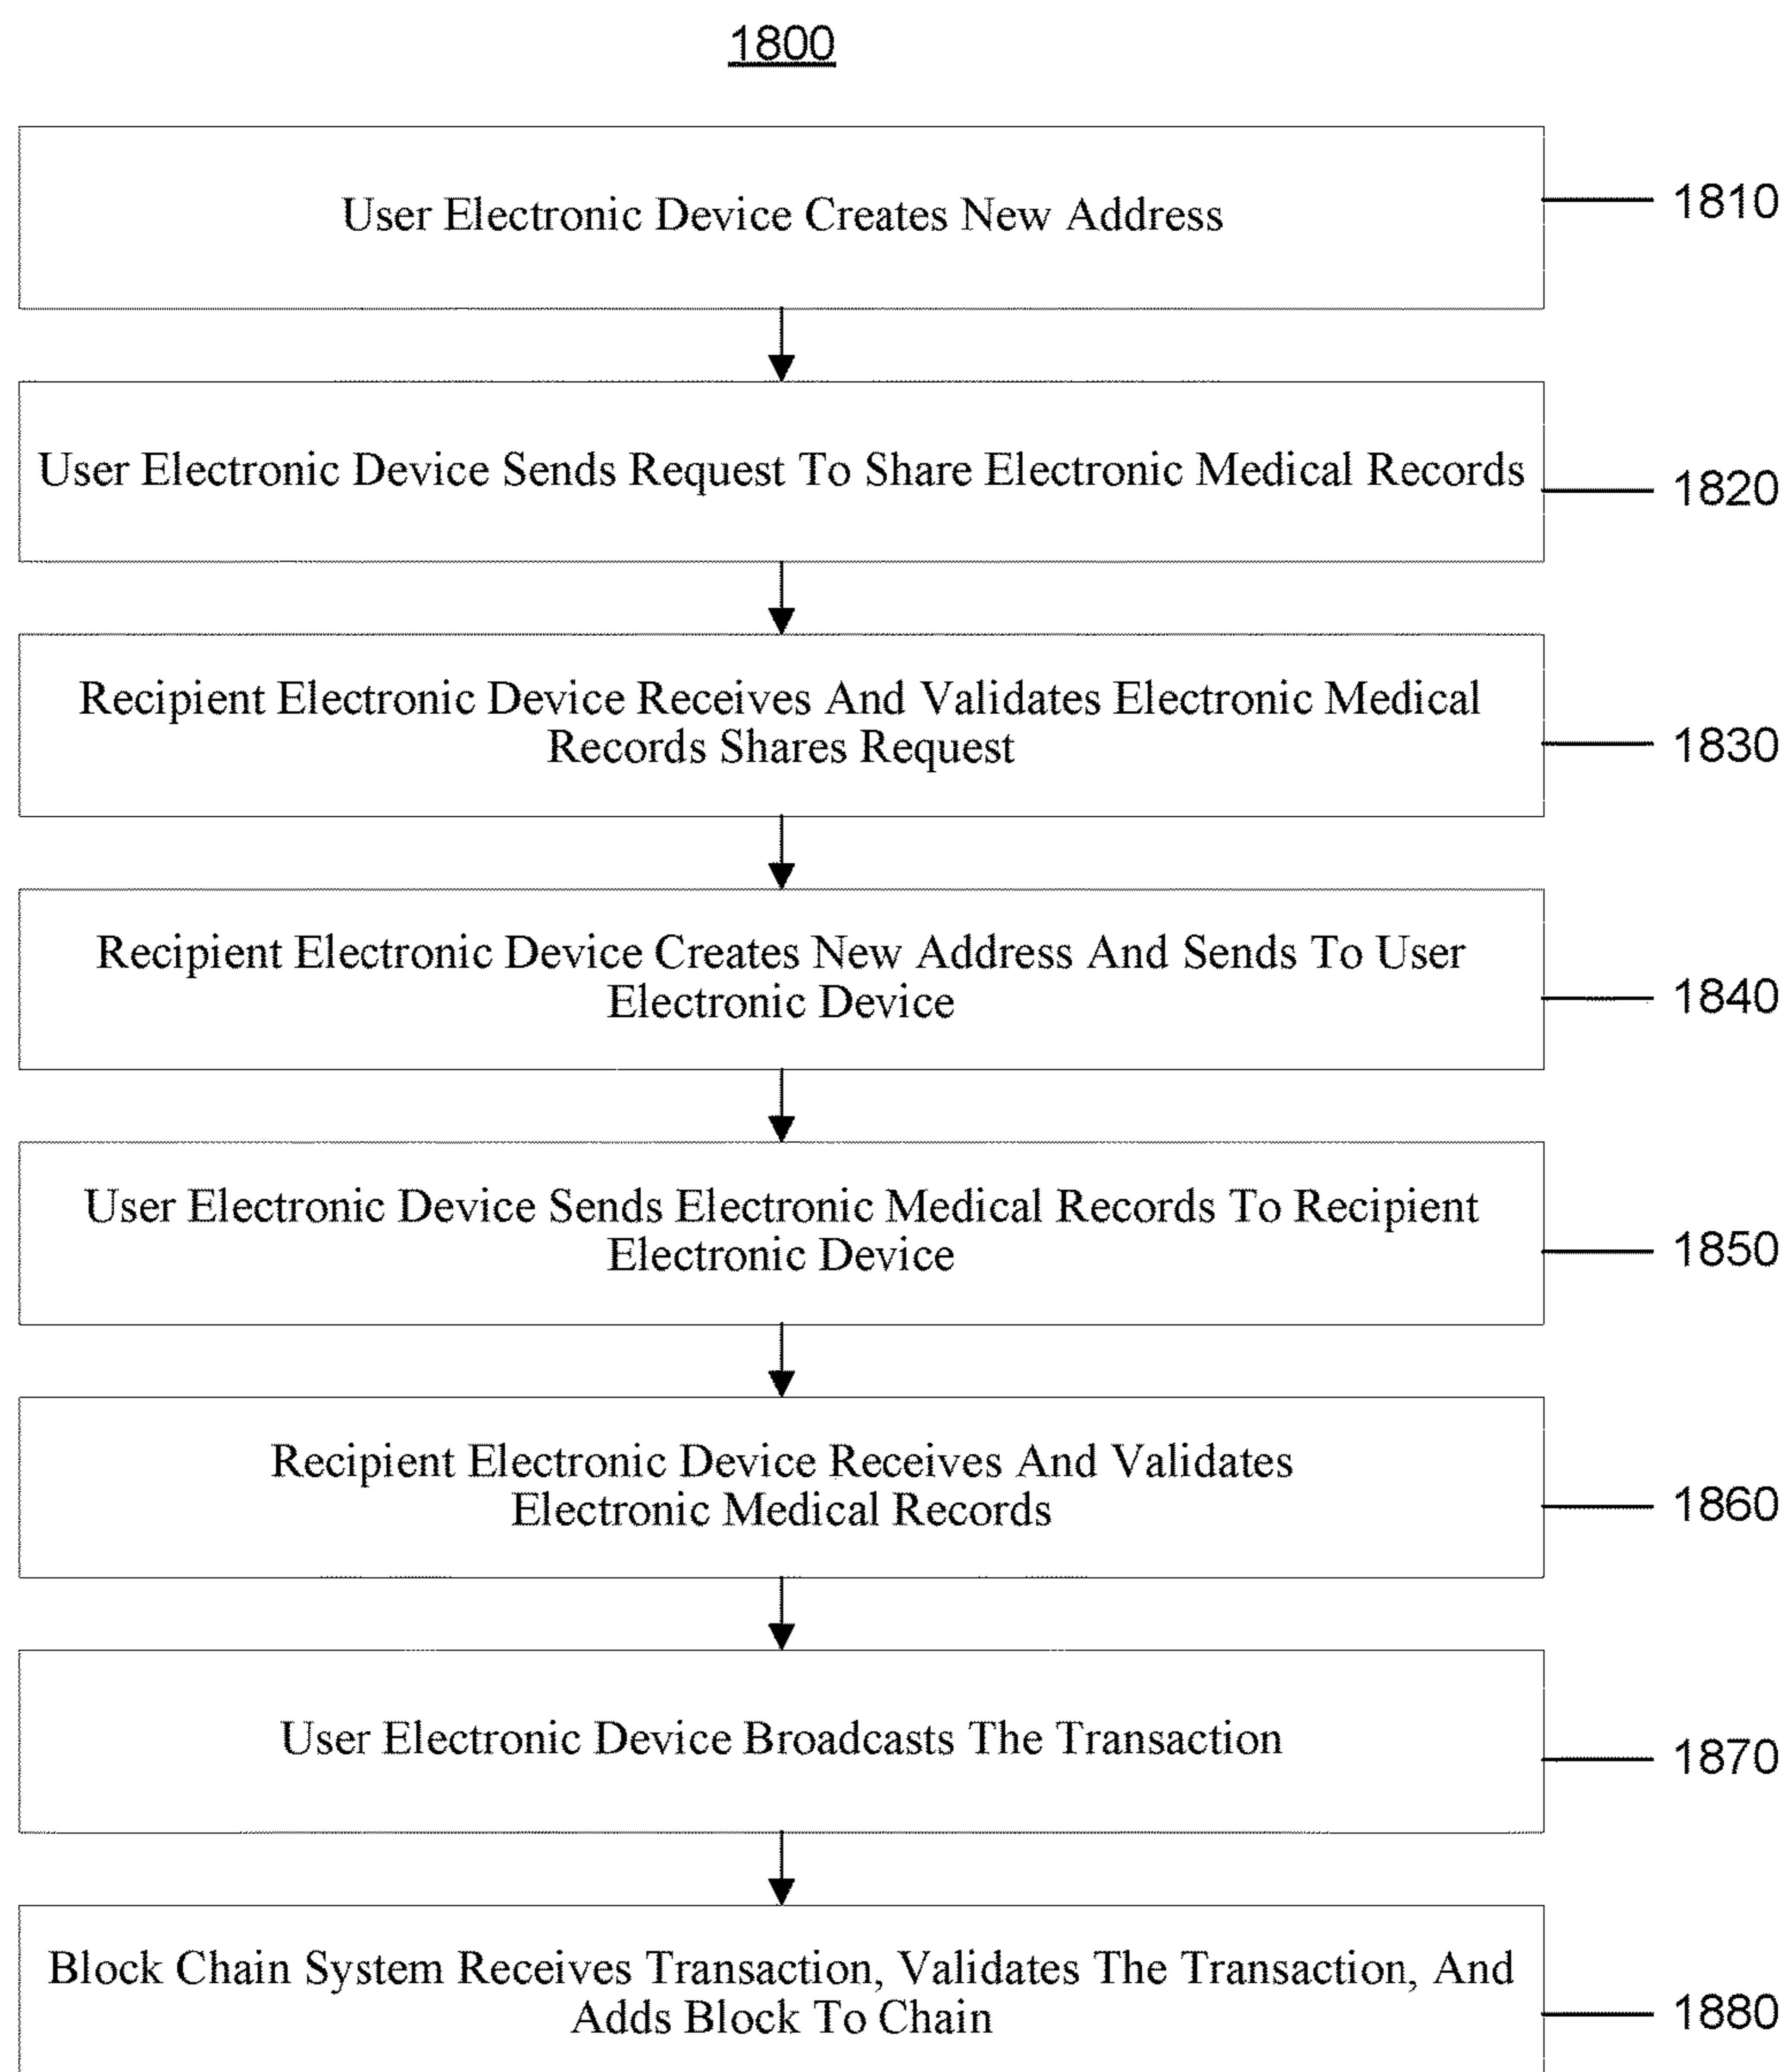 1800
User Electronic Device Creates New Address
1810
User Electronic Device Sends Request To Share Electronic Medical Records
1820
Recipient Electronic Device Receives And Validates Electronic Medical
Records Shares Request
1830
Recipient Electronic Device Creates New Address And Sends To User
Electronic Device
1840
User Electronic Device Sends Electronic Medical Records To Recipient
Electronic Device
1850
Recipient Electronic Device Receives And Validates
Electronic Medical Records
1860
User Electronic Device Broadcasts The Transaction
1870
Block Chain System Receives Transaction, Validates The Transaction, And
Adds Block To Chain
1880